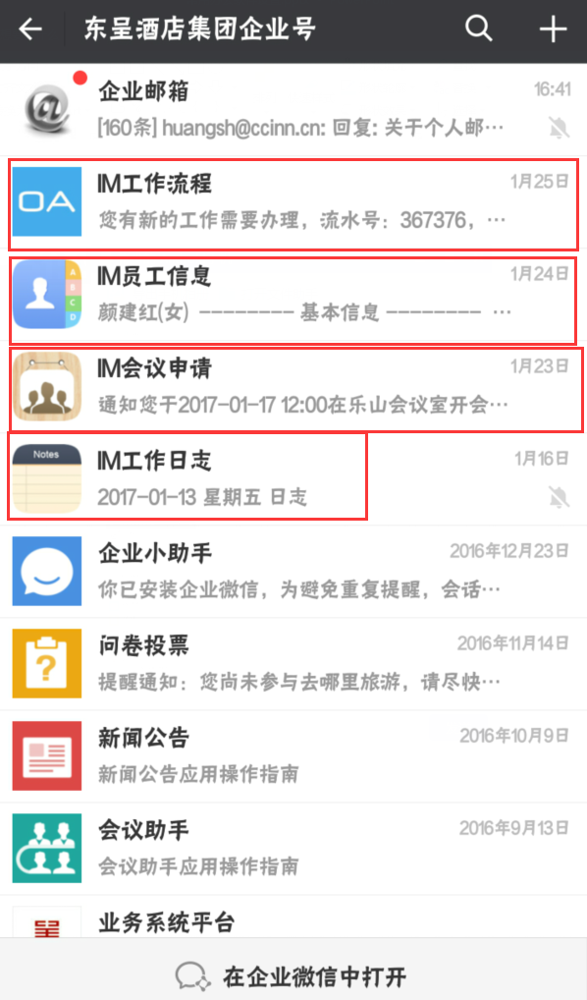 东呈酒店集团企业号
企业邮箱
16:41
[160条] huangsh@ccinn.cn: 回复: 关于个人邮…
OA
IM工作流程
1月25日
您有新的工作需要办理，流水号：367376，…
A
B
C
D
IM员工信息
1月24日
颜建红(女) -------- 基本信息 -------- …
IM会议申请
1月23日
通知您于2017-01-17 12:00在乐山会议室开会…
Notes
IM工作日志
1月16日
2017-01-13 星期五 日志
企业小助手
2016年12月23日
你已安装企业微信，为避免重复提醒，会话…
问卷投票
2016年11月14日
提醒通知：您尚未参与去哪里旅游，请尽快…
新闻公告
2016年10月9日
新闻公告应用操作指南
会议助手
2016年9月13日
会议助手应用操作指南
业务系统平台
在企业微信中打开